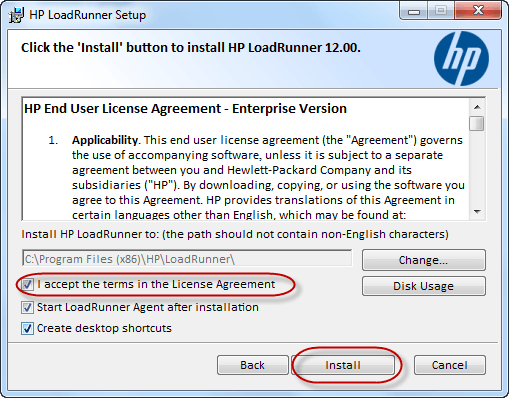 HP LoadRunner Setup
Click the 'Install' button to install HP LoadRunner 12.00.
hp
HP End User License Agreement - Enterprise Version
1. Applicability. This end user license agreement (the "Agreement") governs
the use of accompanying software, unless it is subject to a separate
agreement between you and Hewlett-Packard Company and its
subsidiaries ("HP"). By downloading, copying, or using the software you
agree to this Agreement. HP provides translations of this Agreement in
certain languages other than English, which may be found at:
Install HP LoadRunner to: (the path should not contain non-English characters)
C:\Program Files (x86)\HP\LoadRunner\
Change...
I accept the terms in the License Agreement
Disk Usage
Start LoadRunner Agent after installation
Create desktop shortcuts
Back
Install
Cancel